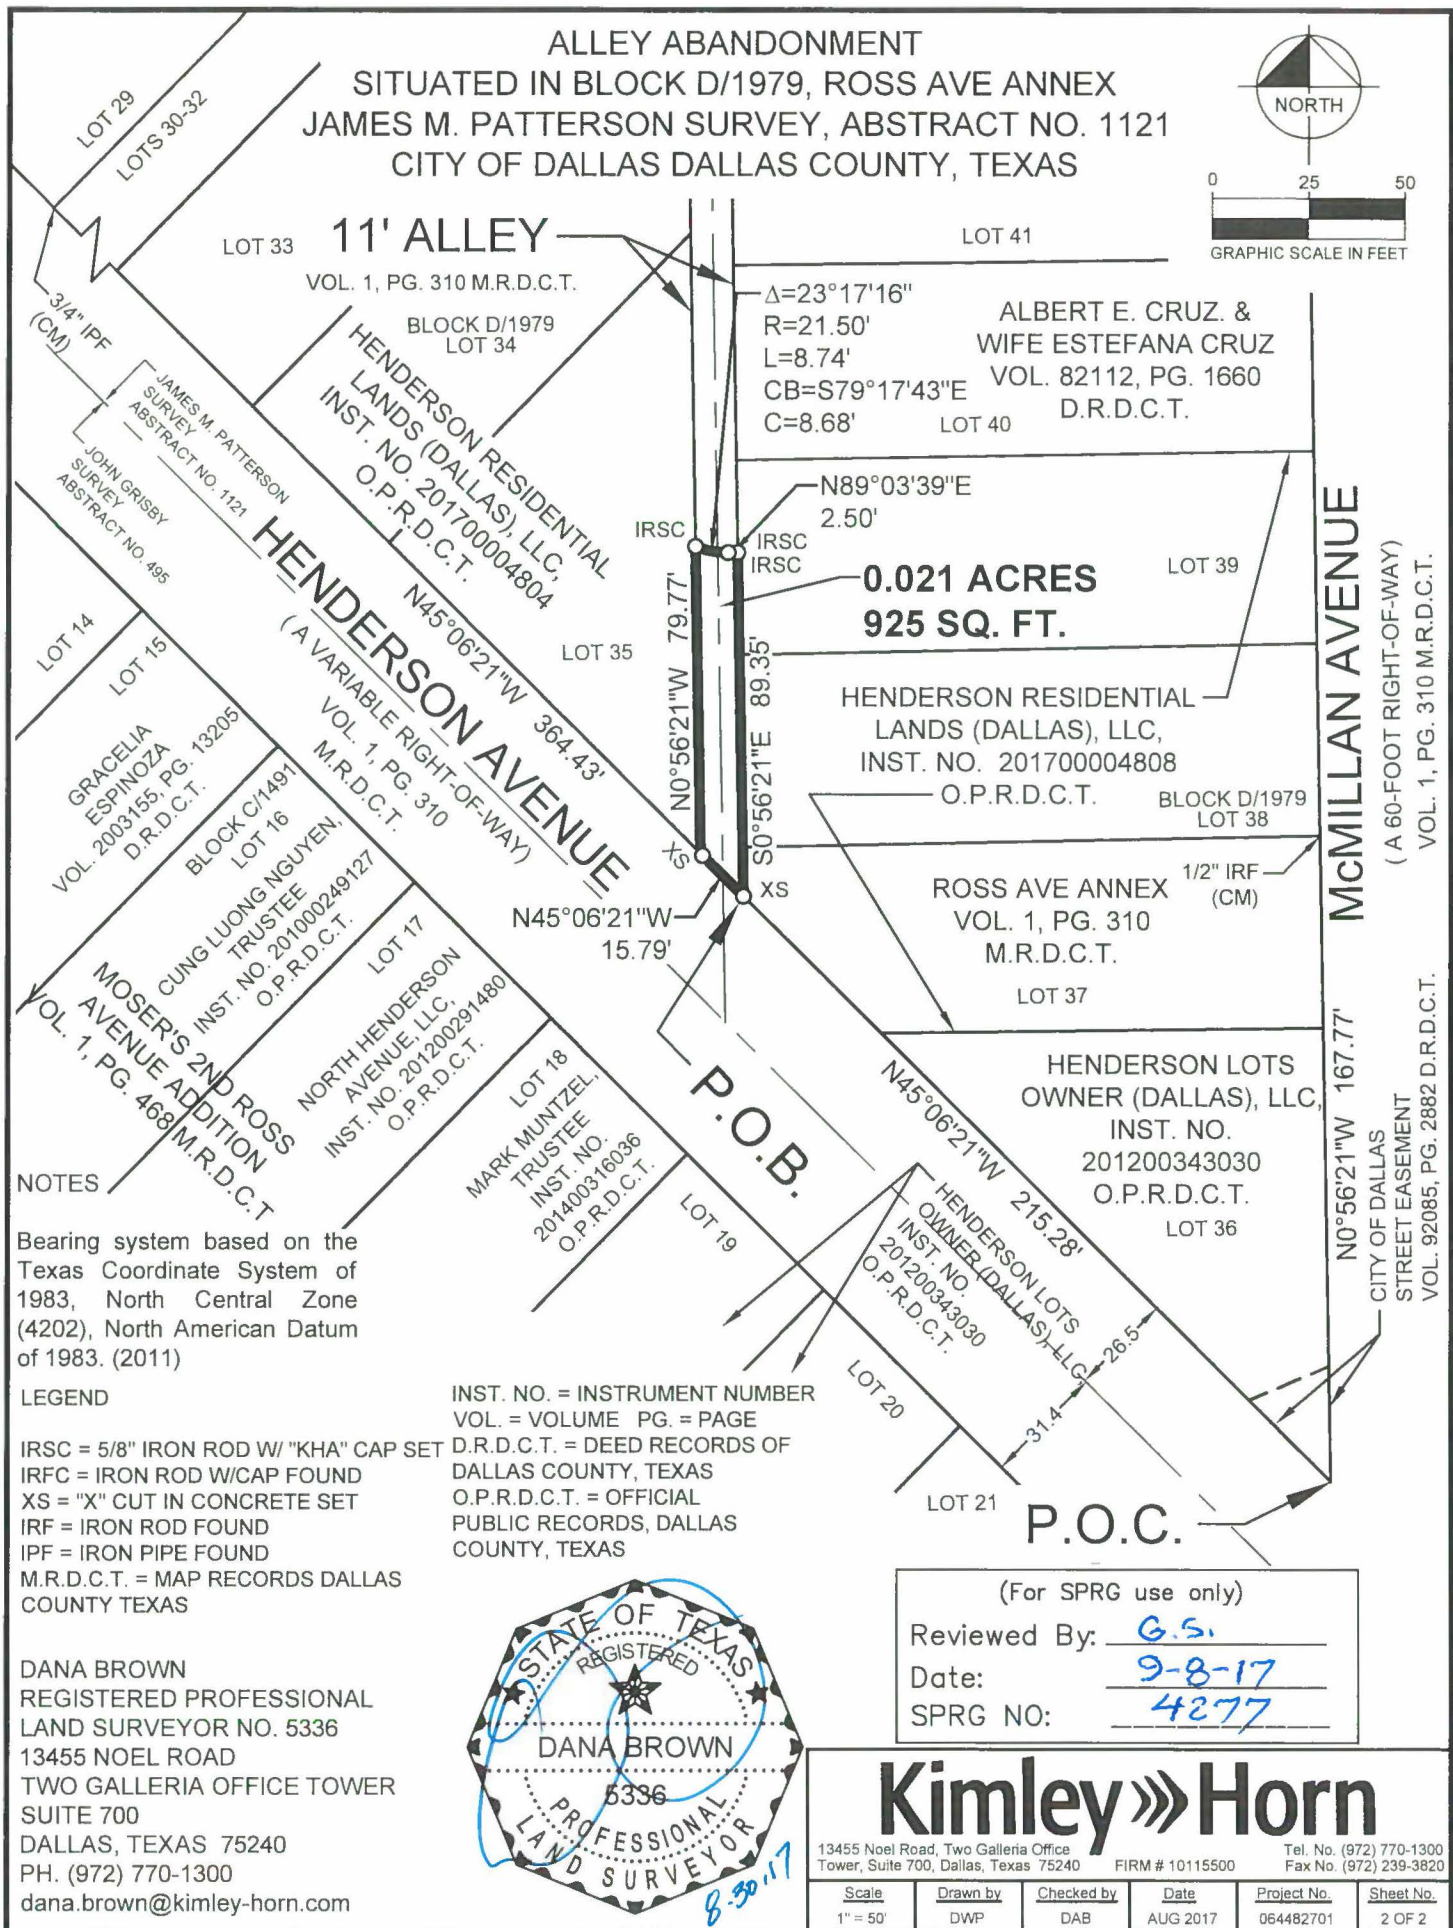 ALLEY ABANDONMENT
SITUATED IN BLOCK D/1979, ROSS AVE ANNEX
JAMES M. PATTERSON SURVEY, ABSTRACT NO. 1121
CITY OF DALLAS DALLAS COUNTY, TEXAS
NORTH
0 25 50
GRAPHIC SCALE IN FEET
LOT 29
LOTS 30-32
LOT 33
11' ALLEY
VOL. 1, PG. 310 M.R.D.C.T.
BLOCK D/1979
LOT 34
LOT 41
Δ=23°17'16"
R=21.50'
L=8.74'
CB=S79°17'43"E
C=8.68'
ALBERT E. CRUZ. &
WIFE ESTEFANA CRUZ
VOL. 82112, PG. 1660
D.R.D.C.T.
LOT 40
3/4" IPF
(CM)
JAMES M. PATTERSON
SURVEY
ABSTRACT NO. 1121
JOHN GRISBY
SURVEY
ABSTRACT NO. 495
HENDERSON RESIDENTIAL
LANDS (DALLAS), LLC,
INST. NO. 201700004804
O.P.R.D.C.T.
N89°03'39"E
2.50'
IRSC
IRSC
IRSC
0.021 ACRES
925 SQ. FT.
LOT 39
N45°06'21"W 364.43'
HENDERSON AVENUE
(A VARIABLE RIGHT-OF-WAY)
VOL. 1, PG. 310
M.R.D.C.T.
LOT 35
N0°56'21"W 79.77'
S0°56'21"E 89.35'
HENDERSON RESIDENTIAL
LANDS (DALLAS), LLC,
INST. NO. 201700004808
O.P.R.D.C.T.
BLOCK D/1979
LOT 38
McMILLAN AVENUE
( A 60-FOOT RIGHT-OF-WAY)
VOL. 1, PG. 310 M.R.D.C.T.
LOT 14
LOT 15
GRACELIA
ESPINOZA
VOL. 2003155, PG. 13205
D.R.D.C.T.
BLOCK C/1491
LOT 16
CUNG LUONG NGUYEN,
TRUSTEE
INST. NO. 201000249127
O.P.R.D.C.T.
XS
XS
N45°06'21"W
15.79'
ROSS AVE ANNEX
VOL. 1, PG. 310
M.R.D.C.T.
1/2" IRF
(CM)
LOT 37
LOT 17
NORTH HENDERSON
AVENUE, LLC,
INST. NO. 201200291480
O.P.R.D.C.T.
MOSER'S 2ND ROSS
AVENUE ADDITION
VOL. 1, PG. 468 M.R.D.C.T
LOT 18
MARK MUNTZEL,
TRUSTEE
INST. NO.
201400316036
O.P.R.D.C.T.
P.O.B.
N45°06'21"W 215.28'
HENDERSON LOTS
OWNER (DALLAS), LLC,
INST. NO.
201200343030
O.P.R.D.C.T.
LOT 36
N0°56'21"W 167.77'
CITY OF DALLAS
STREET EASEMENT
VOL. 92085, PG. 2882 D.R.D.C.T.
LOT 19
HENDERSON LOTS
OWNER (DALLAS), LLC,
INST. NO.
201200343030
O.P.R.D.C.T.
26.5
31.4
LOT 20
LOT 21
P.O.C.
NOTES
Bearing system based on the
Texas Coordinate System of
1983, North Central Zone
(4202), North American Datum
of 1983. (2011)
LEGEND
IRSC = 5/8" IRON ROD W/ "KHA" CAP SET
IRFC = IRON ROD W/CAP FOUND
XS = "X" CUT IN CONCRETE SET
IRF = IRON ROD FOUND
IPF = IRON PIPE FOUND
M.R.D.C.T. = MAP RECORDS DALLAS
COUNTY TEXAS
INST. NO. = INSTRUMENT NUMBER
VOL. = VOLUME PG. = PAGE
D.R.D.C.T. = DEED RECORDS OF
DALLAS COUNTY, TEXAS
O.P.R.D.C.T. = OFFICIAL
PUBLIC RECORDS, DALLAS
COUNTY, TEXAS
DANA BROWN
REGISTERED PROFESSIONAL
LAND SURVEYOR NO. 5336
13455 NOEL ROAD
TWO GALLERIA OFFICE TOWER
SUITE 700
DALLAS, TEXAS 75240
PH. (972) 770-1300
dana.brown@kimley-horn.com
STATE OF TEXAS
REGISTERED
DANA BROWN
5336
PROFESSIONAL
LAND SURVEYOR
8.30.17
(For SPRG use only)
Reviewed By: G.S.
Date: 9-8-17
SPRG NO: 4277
Kimley»Horn
13455 Noel Road, Two Galleria Office
Tower, Suite 700, Dallas, Texas 75240 FIRM # 10115500
Tel. No. (972) 770-1300
Fax No. (972) 239-3820
Scale Drawn by Checked by Date Project No. Sheet No.
1" = 50' DWP DAB AUG 2017 064482701 2 OF 2